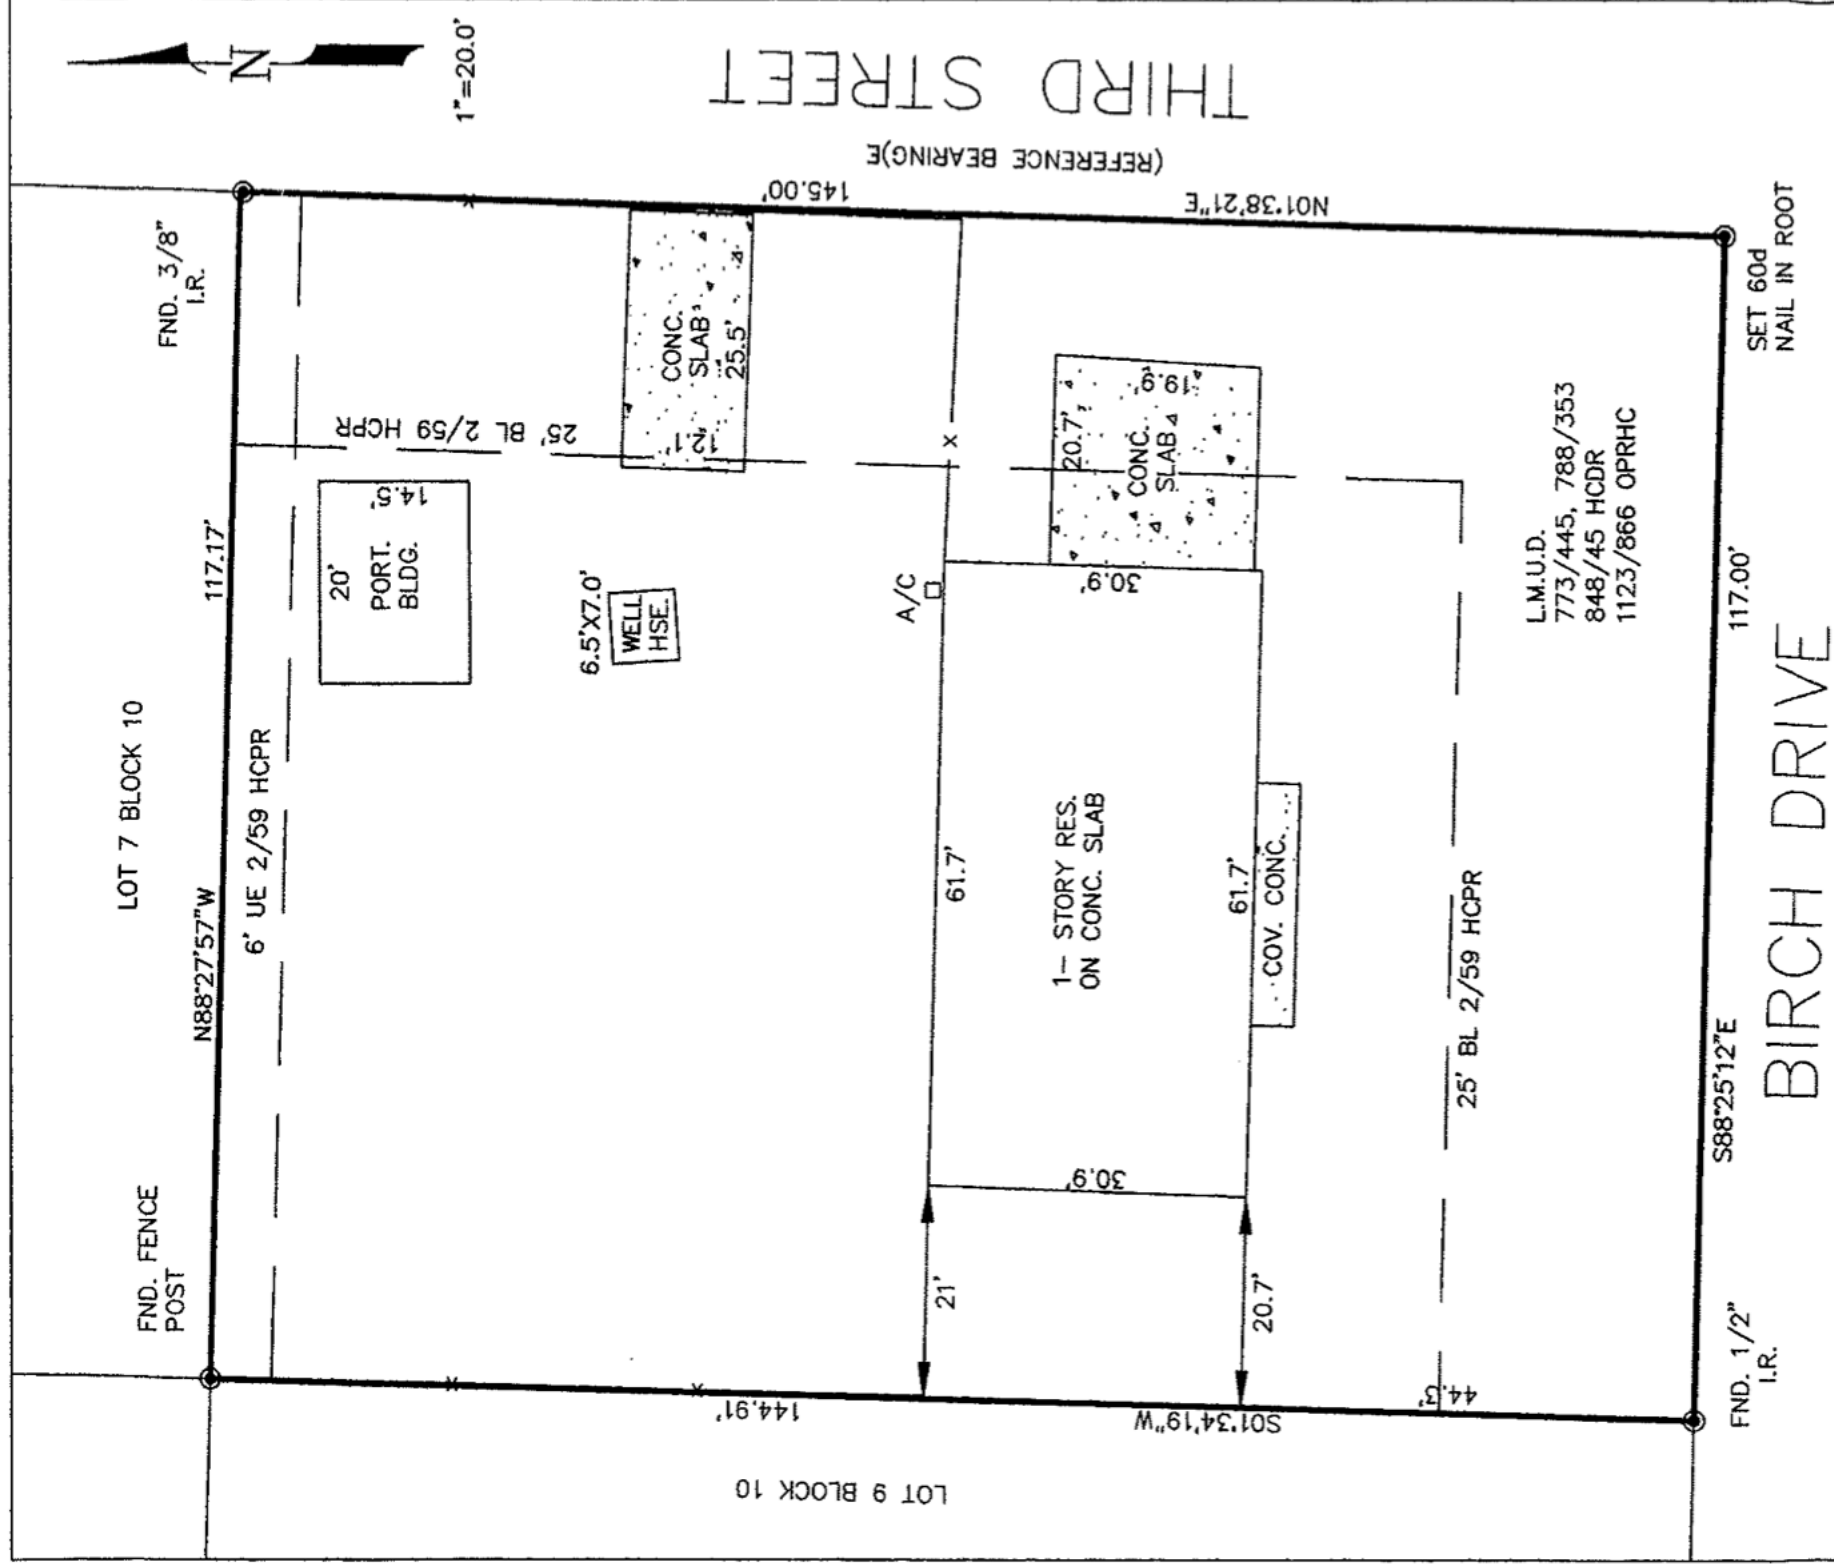 N
1"=20.0'
THIRD STREET
(REFERENCE BEARING)E
N01°38'21"E
145.00'
FND. 3/8"
I.R.
LOT 7 BLOCK 10
FND. FENCE
POST
N88°27'57"W
117.17'
6' UE 2/59 HCPR
25' BL 2/59 HCPR
20'
14.5'
PORT.
BLDG.
6.5'X7.0'
WELL
HSE.
CONC.
SLAB
25.5'
12.1
A/C
20.7'
19.9'
CONC.
SLAB
30.9'
61.7'
1- STORY RES.
ON CONC. SLAB
61.7'
COV. CONC.
30.9'
21'
20.7'
25' BL 2/59 HCPR
L.M.U.D.
773/445, 788/353
848/45 HCDR
1123/866 OPRHC
144.91'
S01°34'19"W
44.3'
LOT 9 BLOCK 10
FND. 1/2"
I.R.
S88°25'12"E
117.00'
SET 60d
NAIL IN ROOT
BIRCH DRIVE